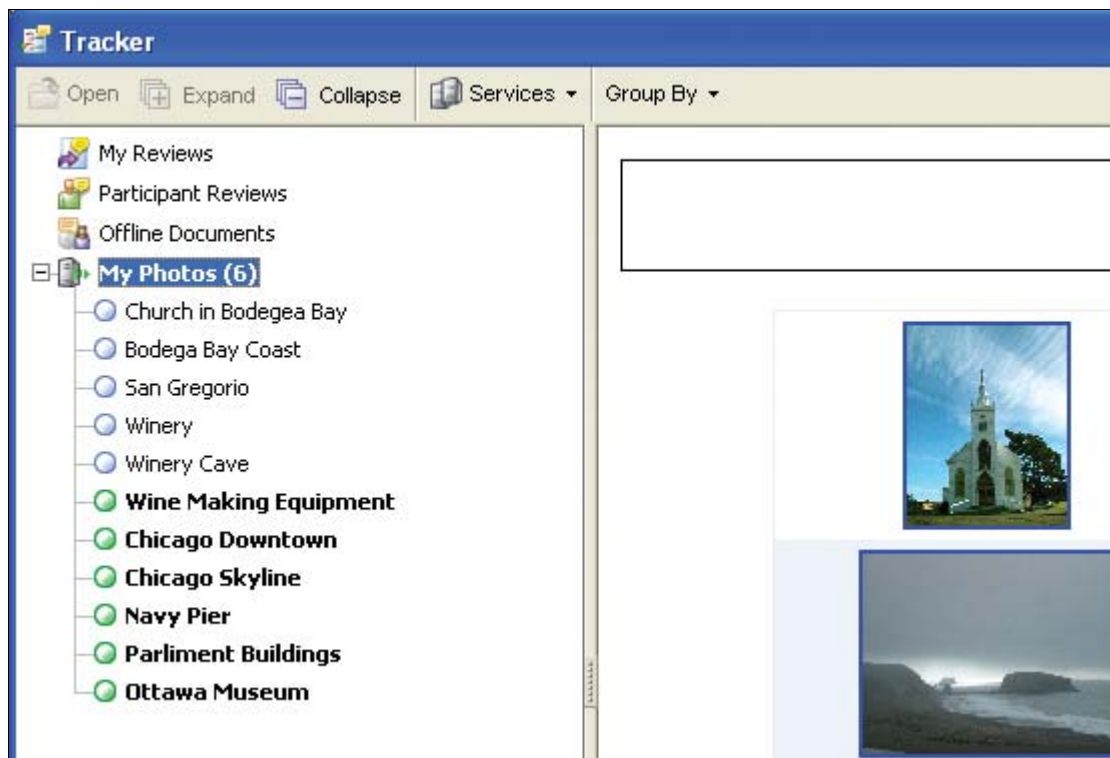 Tracker
Open Expand Collapse Services Group By
My Reviews
Participant Reviews
Offline Documents
My Photos (6)
Church in Bodegea Bay
Bodega Bay Coast
San Gregorio
Winery
Winery Cave
Wine Making Equipment
Chicago Downtown
Chicago Skyline
Navy Pier
Parliment Buildings
Ottawa Museum